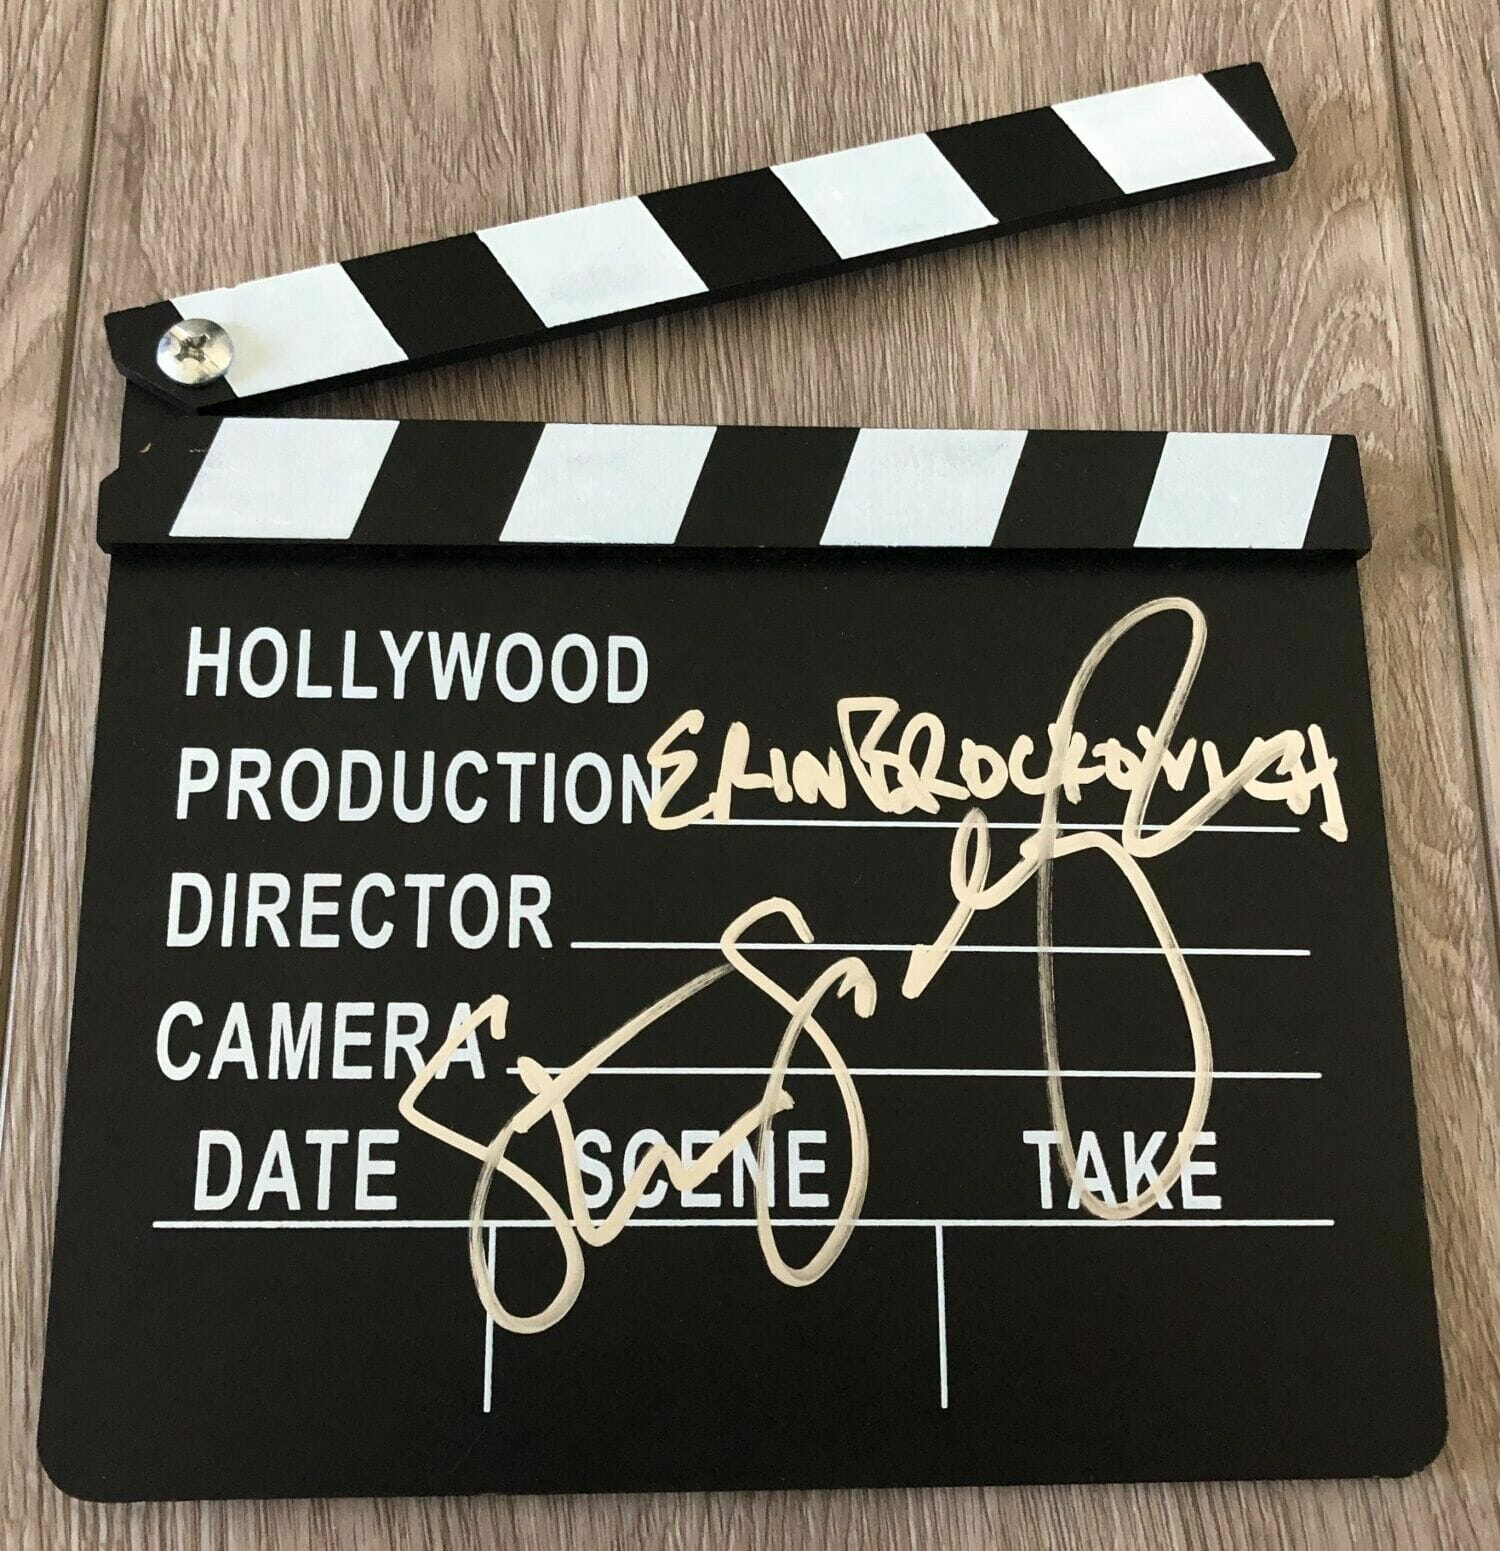 HOLLYWOOD
PRODUCTION ERIN BROCKOVICH
DIRECTOR
CAMERA
DATE SCENE TAKE